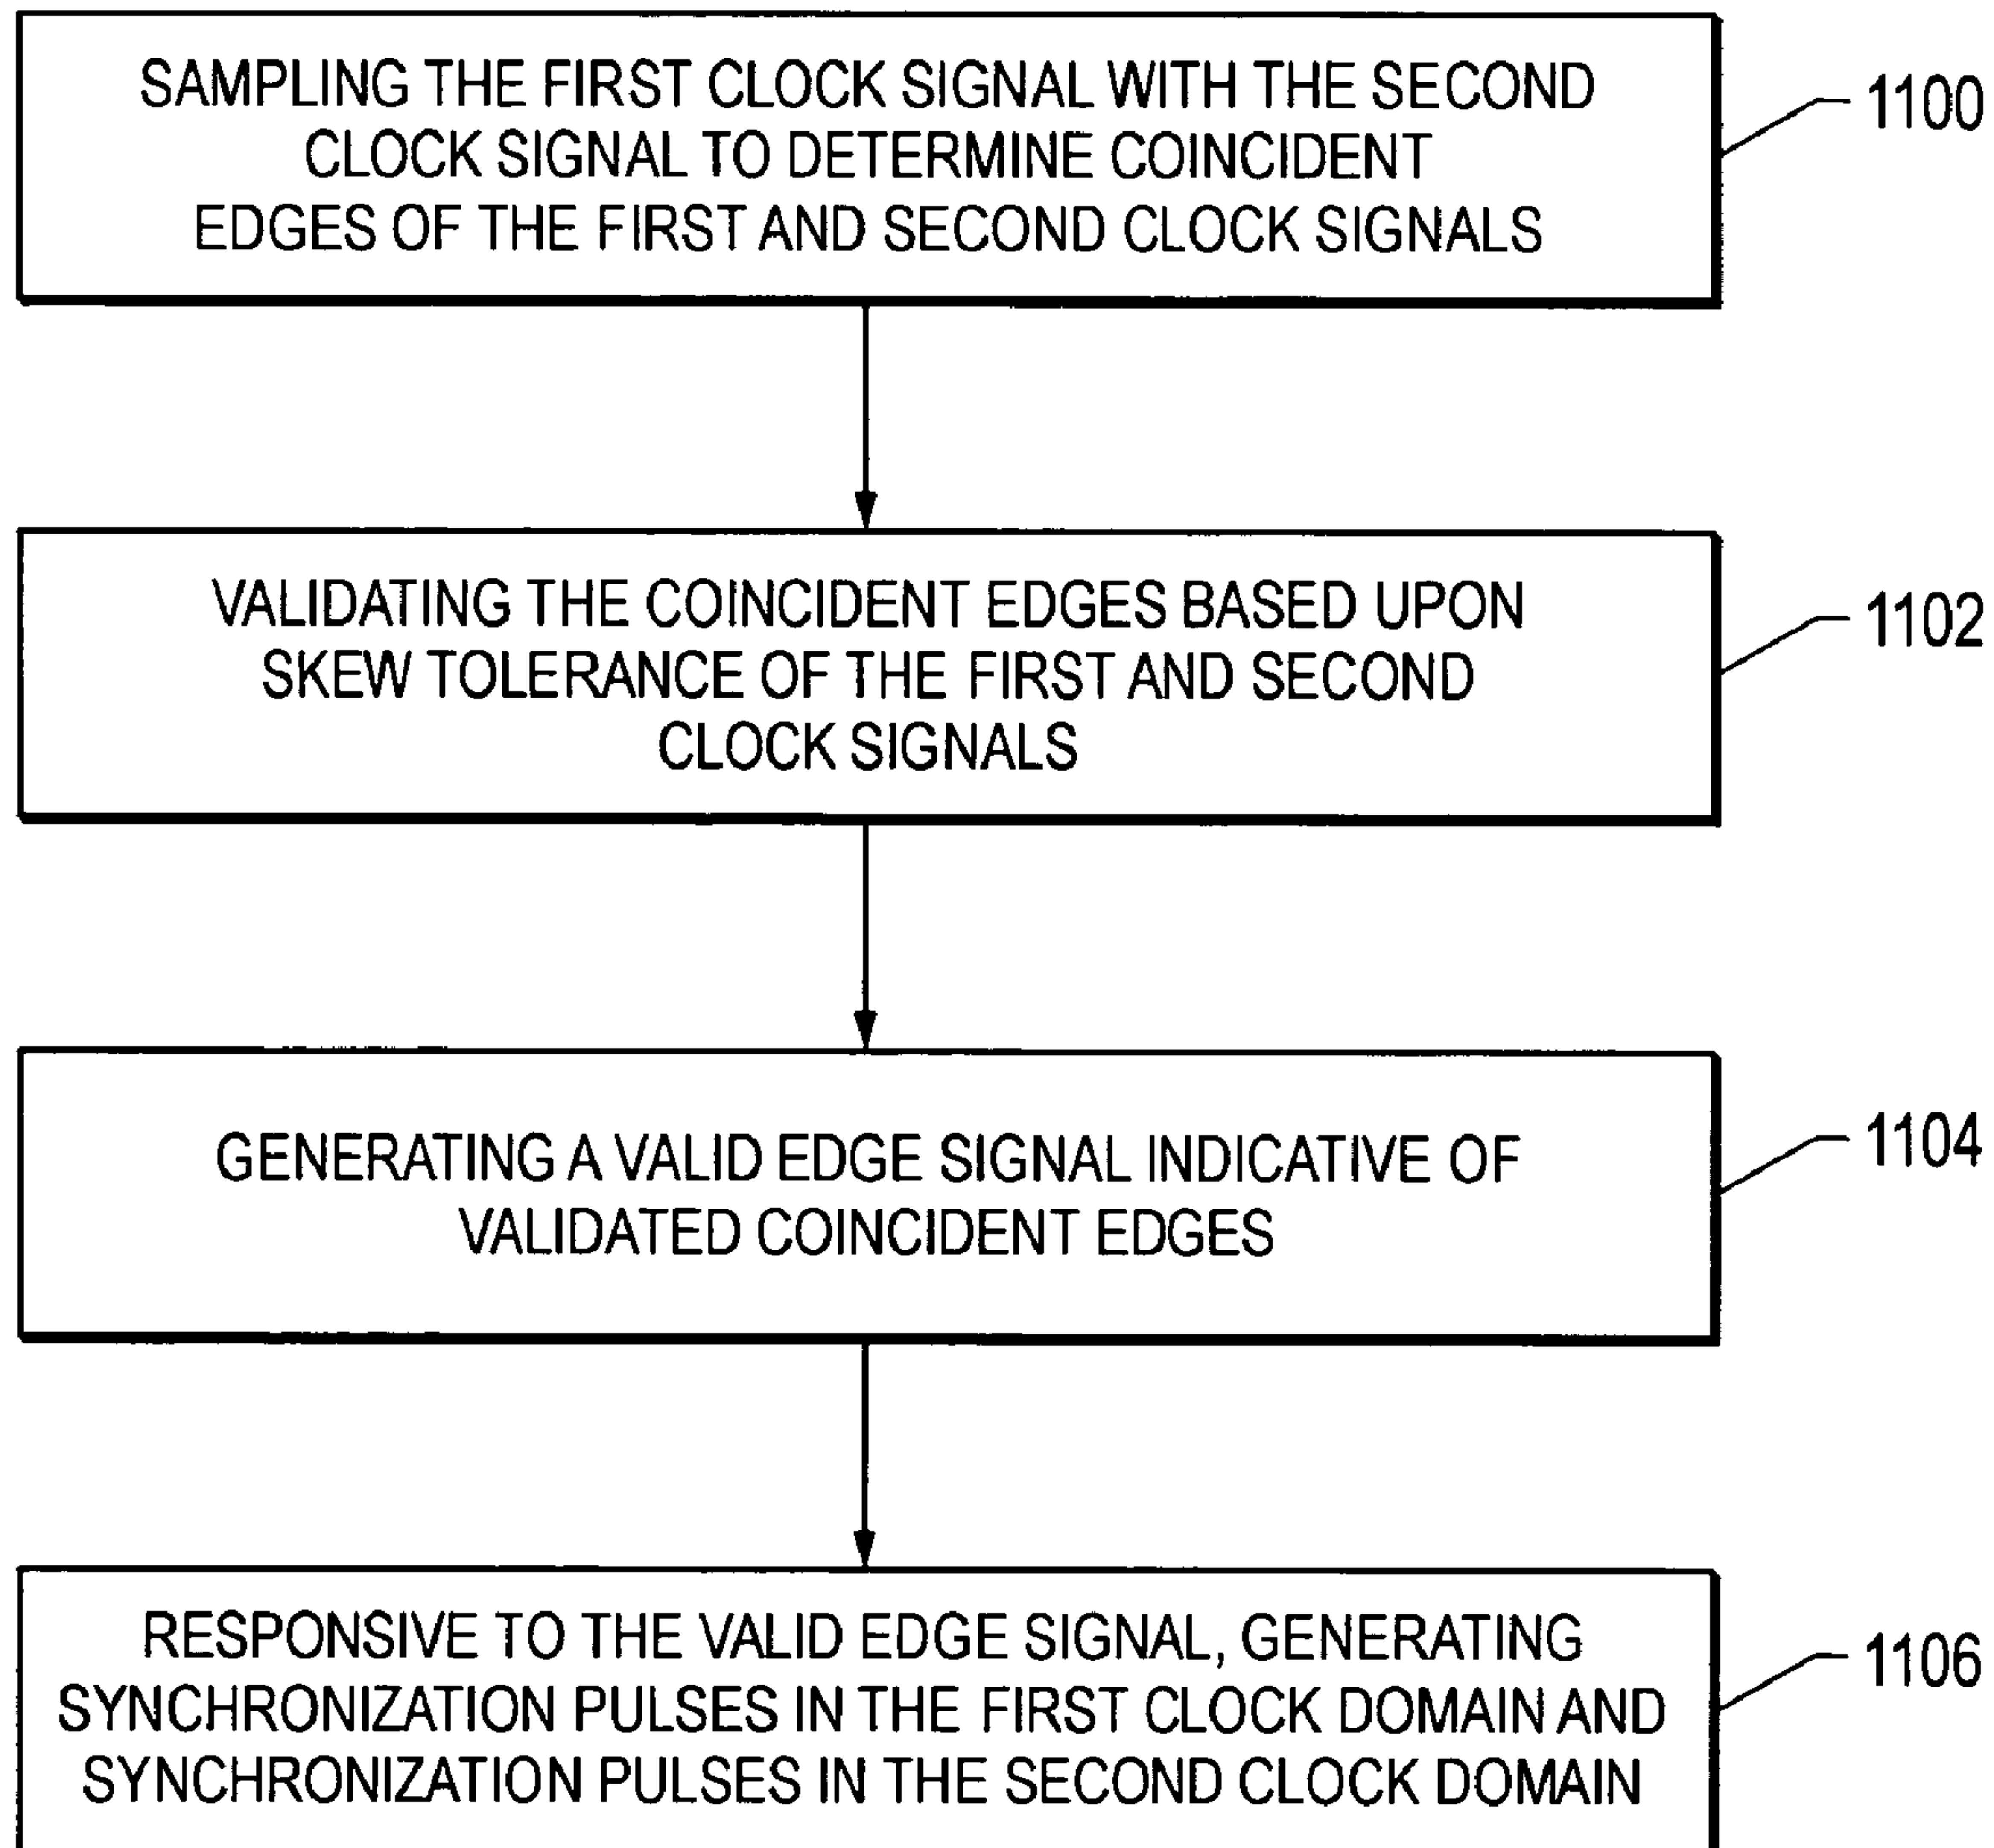 SAMPLING THE FIRST CLOCK SIGNAL WITH THE SECOND
CLOCK SIGNAL TO DETERMINE COINCIDENT
EDGES OF THE FIRST AND SECOND CLOCK SIGNALS
1100
VALIDATING THE COINCIDENT EDGES BASED UPON
SKEW TOLERANCE OF THE FIRST AND SECOND
CLOCK SIGNALS
1102
GENERATING A VALID EDGE SIGNAL INDICATIVE OF
VALIDATED COINCIDENT EDGES
1104
RESPONSIVE TO THE VALID EDGE SIGNAL, GENERATING
SYNCHRONIZATION PULSES IN THE FIRST CLOCK DOMAIN AND
SYNCHRONIZATION PULSES IN THE SECOND CLOCK DOMAIN
1106